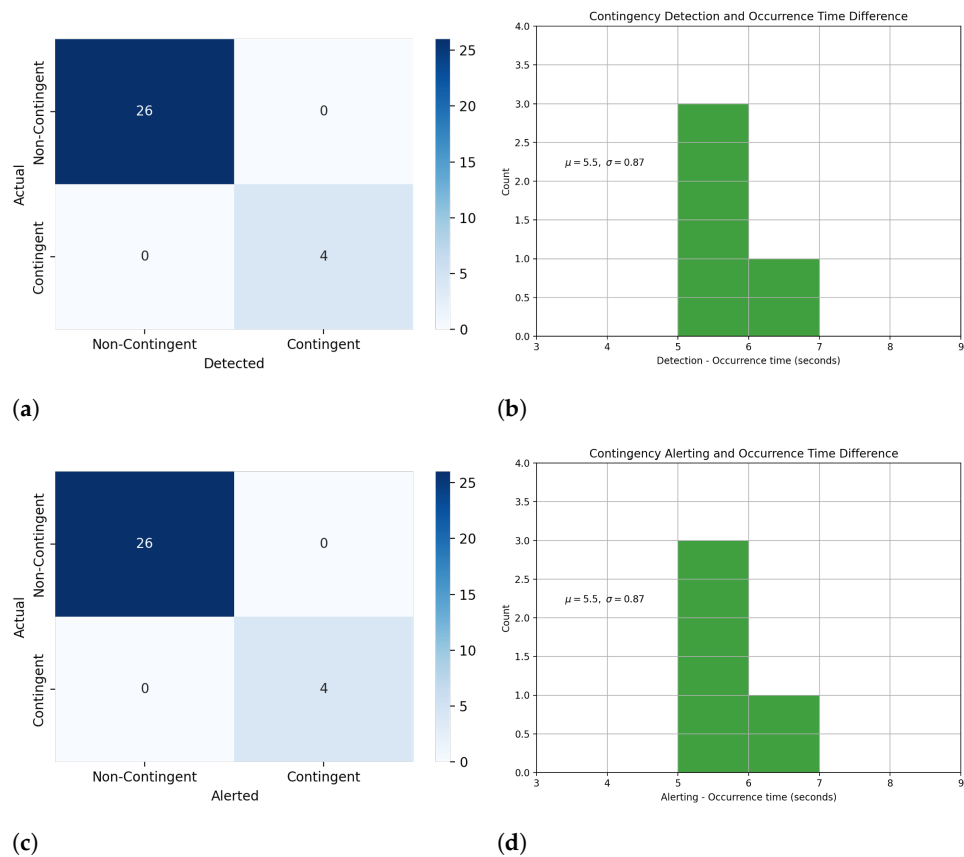 25
20
15
10
5
0
Non-Contingent
Contingent
Actual
26
0
0
4
Non-Contingent
Contingent
Detected
(a)
Contingency Detection and Occurrence Time Difference
4.0
3.5
3.0
2.5
2.0
1.5
1.0
0.5
0.0
Count
μ = 5.5, σ = 0.87
3
4
5
6
7
8
9
Detection - Occurrence time (seconds)
(b)
25
20
15
10
5
0
Non-Contingent
Contingent
Actual
26
0
0
4
Non-Contingent
Contingent
Alerted
(c)
Contingency Alerting and Occurrence Time Difference
4.0
3.5
3.0
2.5
2.0
1.5
1.0
0.5
0.0
Count
μ = 5.5, σ = 0.87
3
4
5
6
7
8
9
Alerting - Occurrence time (seconds)
(d)